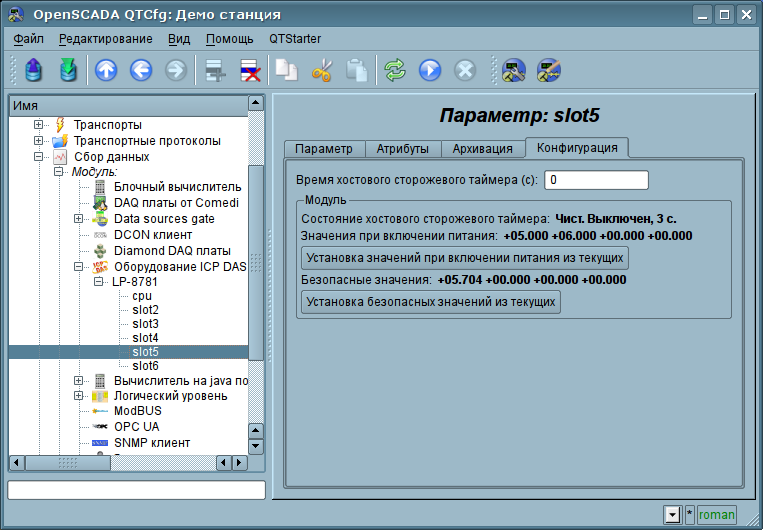 OpenSCADA QTCfg: Демо станция
Файл Редактирование Вид Помощь QTStarter
Имя
Транспорты
Транспортные протоколы
Сбор данных
Модуль:
Блочный вычислитель
DAQ платы от Comedi
Data sources gate
DCON клиент
Diamond DAQ платы
Оборудование ICP DAS
LP-8781
cpu
slot2
slot3
slot4
slot5
slot6
Вычислитель на java по
Логический уровень
ModBUS
OPC UA
SNMP клиент
Параметр: slot5
Параметр Атрибуты Архивация Конфигурация
Время хостового сторожевого таймера (с): 0
Модуль
Состояние хостового сторожевого таймера: Чист. Выключен, 3 с.
Значения при включении питания: +05.000 +06.000 +00.000 +00.000
Установка значений при включении питания из текущих
Безопасные значения: +05.704 +00.000 +00.000 +00.000
Установка безопасных значений из текущих
* roman